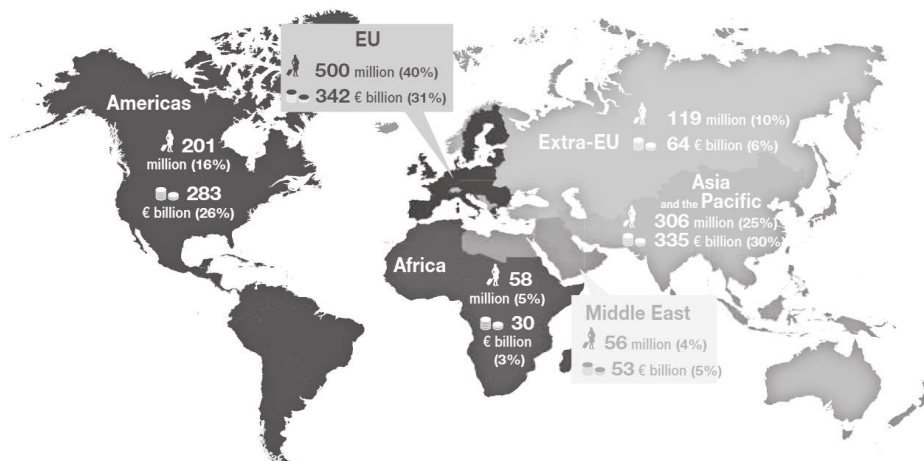 EU
500 million (40%)
342 € billion (31%)
Americas
201
million (16%)
283
€ billion (26%)
119 million (10%)
Extra-EU
64 € billion (6%)
Asia
and the Pacific
306 million (25%)
335 € billion (30%)
Africa
58
million (5%)
30
€ billion
(3%)
Middle East
56 million (4%)
53 € billion (5%)